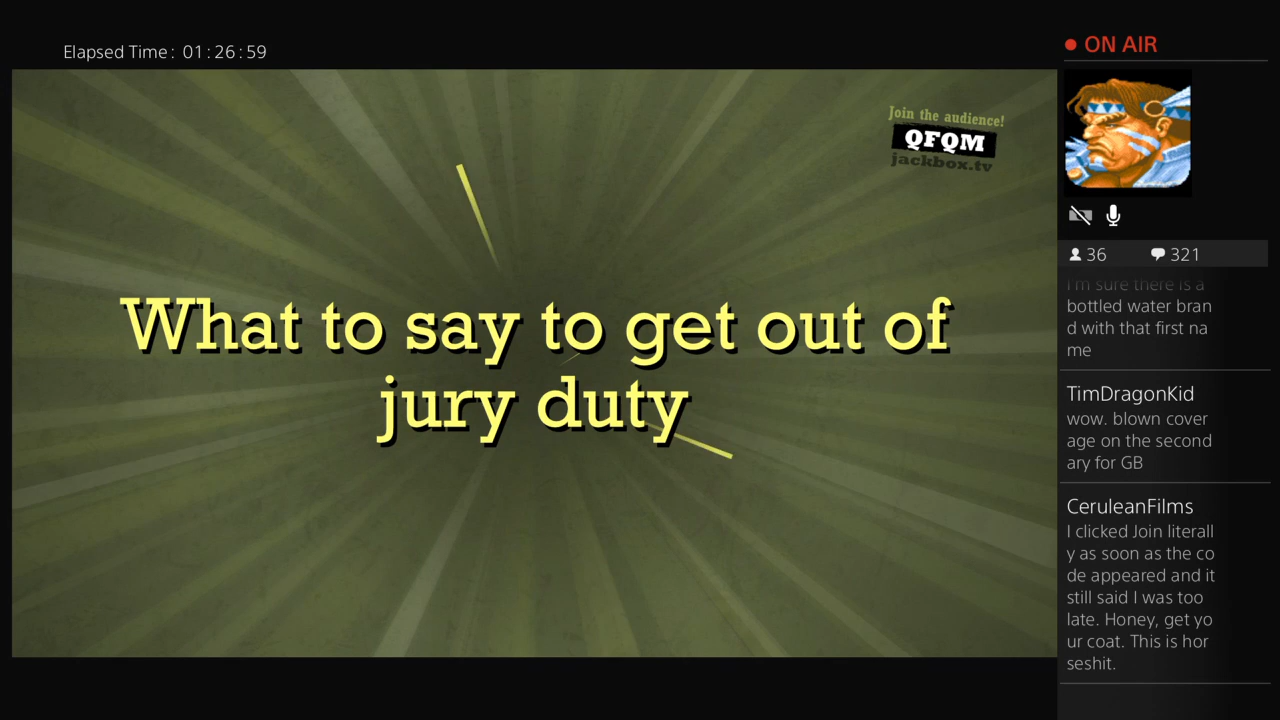 Elapsed Time: 01:26:59
ON AIR
Join the audience!
QFQM
jackbox.tv
What to say to get out of
jury duty
36 321
I'm sure there is a
bottled water bran
d with that first na
me
TimDragonKid
wow. blown cover
age on the second
ary for GB
CeruleanFilms
I clicked Join literall
y as soon as the co
de appeared and it
still said I was too
late. Honey, get yo
ur coat. This is hor
seshit.